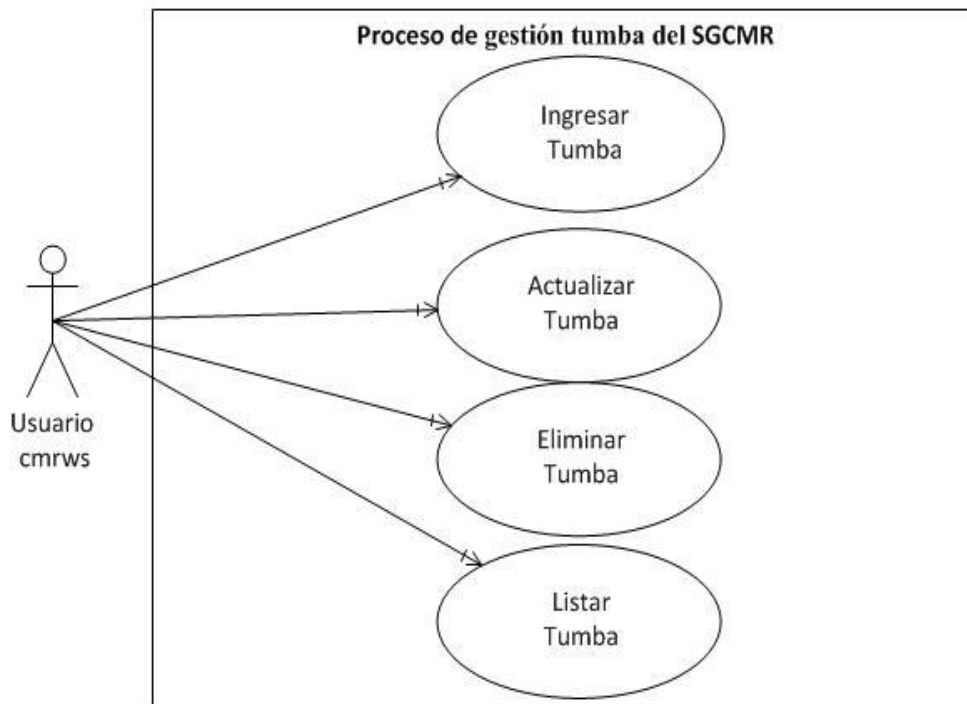 Proceso de gestión tumba del SGCMR
Ingresar
Tumba
Actualizar
Tumba
Eliminar
Tumba
Listar
Tumba
Usuario
cmrws